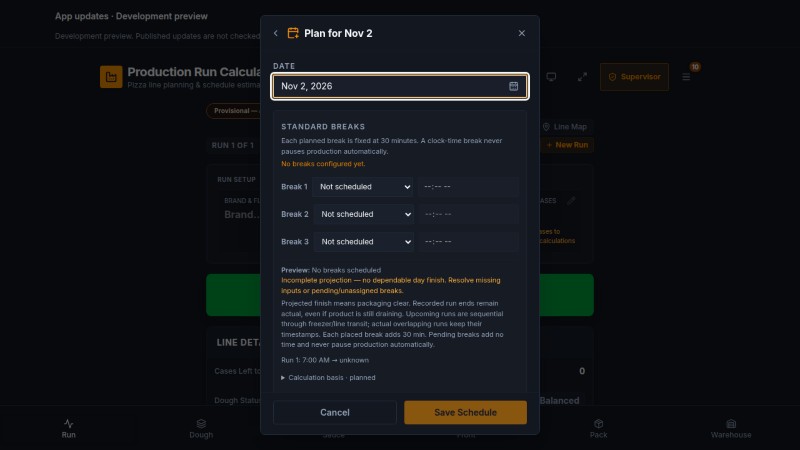 App updates · Development preview
Development preview. Published updates are not checked
Production Run Calcula
Pizza line planning & schedule estima
Supervisor
10
Provisional —
Line Map
RUN 1 OF 1
+ New Run
RUN SETUP
BRAND & F
Brand..
ASES
ases to
calculations
LINE DETA
Cases Left to
0
Dough Status
Balanced
Plan for Nov 2
DATE
Nov 2, 2026
STANDARD BREAKS
Each planned break is fixed at 30 minutes. A clock-time break never
pauses production automatically.
No breaks configured yet.
Break 1 Not scheduled --:-- --
Break 2 Not scheduled --:-- --
Break 3 Not scheduled --:-- --
Preview: No breaks scheduled
Incomplete projection — no dependable day finish. Resolve missing
inputs or pending/unassigned breaks.
Projected finish means packaging clear. Recorded run ends remain
actual, even if product is still draining. Upcoming runs are sequential
through freezer/line transit; actual overlapping runs keep their
timestamps. Each placed break adds 30 min. Pending breaks add no
time and never pause production automatically.
Run 1: 7:00 AM → unknown
▶ Calculation basis · planned
Cancel
Save Schedule
Run
Dough
Pack
Warehouse